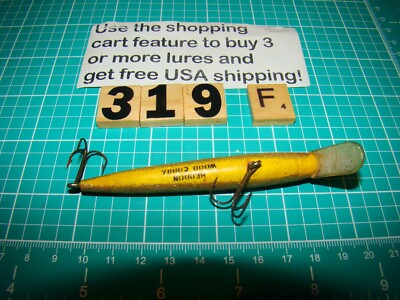 Use the shopping
cart feature to buy 3
or more lures and
get free USA shipping!
319 F4
HEDDON
WOOD COBRA